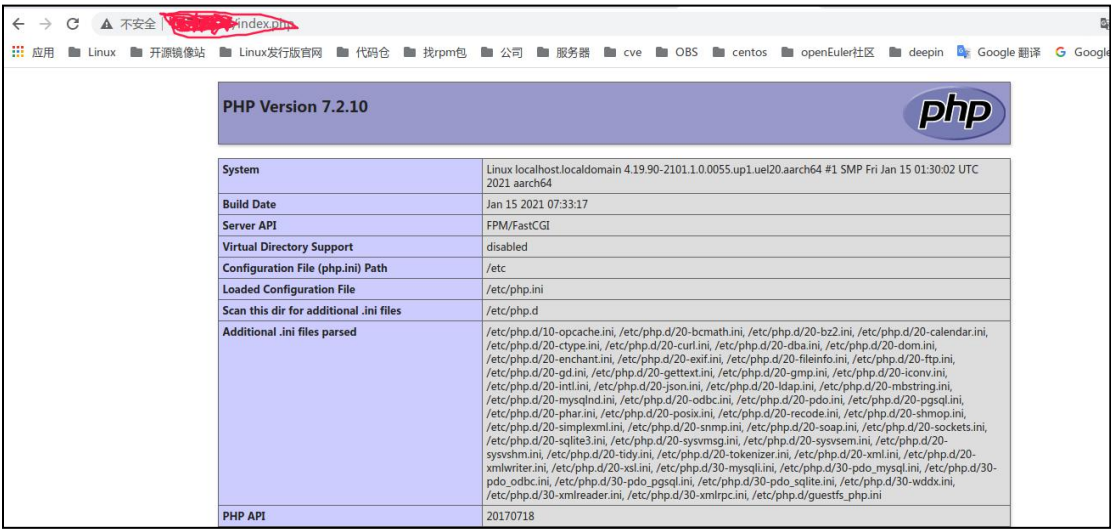 不安全
/index.php
应用 Linux 开源镜像站 Linux发行版官网 代码仓 找rpm包 公司 服务器 cve OBS centos openEuler社区 deepin Google 翻译 Google
PHP Version 7.2.10
php
System Linux localhost.localdomain 4.19.90-2101.1.0.0055.up1.uel20.aarch64 #1 SMP Fri Jan 15 01:30:02 UTC
2021 aarch64
Build Date Jan 15 2021 07:33:17
Server API FPM/FastCGI
Virtual Directory Support disabled
Configuration File (php.ini) Path /etc
Loaded Configuration File /etc/php.ini
Scan this dir for additional .ini files /etc/php.d
Additional .ini files parsed /etc/php.d/10-opcache.ini, /etc/php.d/20-bcmath.ini, /etc/php.d/20-bz2.ini, /etc/php.d/20-calendar.ini,
/etc/php.d/20-ctype.ini, /etc/php.d/20-curl.ini, /etc/php.d/20-dba.ini, /etc/php.d/20-dom.ini,
/etc/php.d/20-enchant.ini, /etc/php.d/20-exif.ini, /etc/php.d/20-fileinfo.ini, /etc/php.d/20-ftp.ini,
/etc/php.d/20-gd.ini, /etc/php.d/20-gettext.ini, /etc/php.d/20-gmp.ini, /etc/php.d/20-iconv.ini,
/etc/php.d/20-intl.ini, /etc/php.d/20-json.ini, /etc/php.d/20-ldap.ini, /etc/php.d/20-mbstring.ini,
/etc/php.d/20-mysqlnd.ini, /etc/php.d/20-odbc.ini, /etc/php.d/20-pdo.ini, /etc/php.d/20-pgsql.ini,
/etc/php.d/20-phar.ini, /etc/php.d/20-posix.ini, /etc/php.d/20-recode.ini, /etc/php.d/20-shmop.ini,
/etc/php.d/20-simplexml.ini, /etc/php.d/20-snmp.ini, /etc/php.d/20-soap.ini, /etc/php.d/20-sockets.ini,
/etc/php.d/20-sqlite3.ini, /etc/php.d/20-sysvmsg.ini, /etc/php.d/20-sysvsem.ini, /etc/php.d/20-
sysvshm.ini, /etc/php.d/20-tidy.ini, /etc/php.d/20-tokenizer.ini, /etc/php.d/20-xml.ini, /etc/php.d/20-
xmlwriter.ini, /etc/php.d/20-xsl.ini, /etc/php.d/30-mysqli.ini, /etc/php.d/30-pdo_mysql.ini, /etc/php.d/30-
pdo_odbc.ini, /etc/php.d/30-pdo_pgsql.ini, /etc/php.d/30-pdo_sqlite.ini, /etc/php.d/30-wddx.ini,
/etc/php.d/30-xmlreader.ini, /etc/php.d/30-xmlrpc.ini, /etc/php.d/guestfs_php.ini
PHP API 20170718